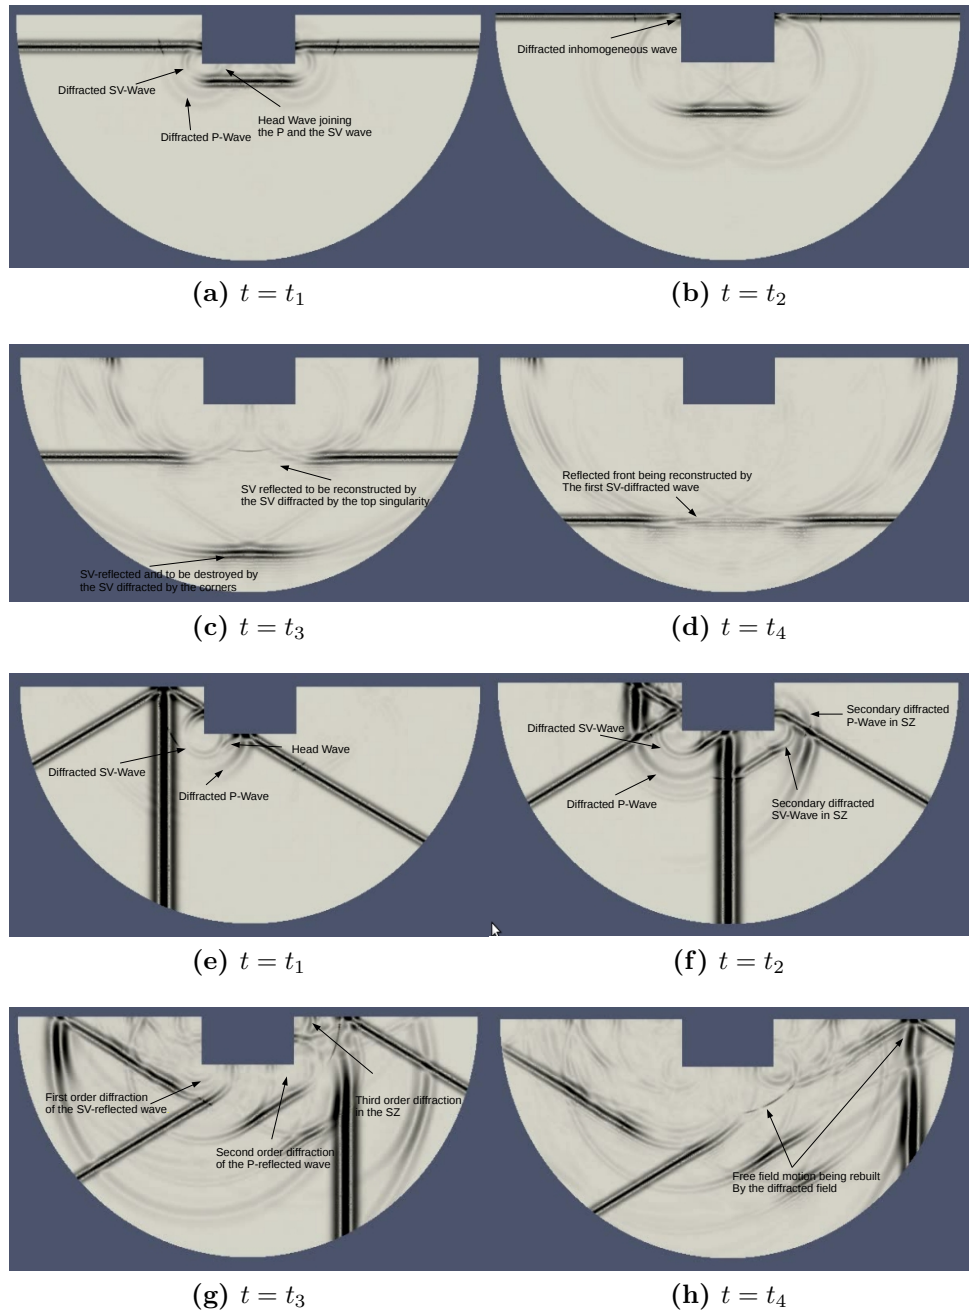 Diffracted SV-Wave
Diffracted P-Wave
Head Wave joining
the P and the SV wave
(a) t = t1
Diffracted inhomogeneous wave
(b) t = t2
SV reflected to be reconstructed by
the SV diffracted by the top singularity
SV-reflected and to be destroyed by
the SV diffracted by the corners
(c) t = t3
Reflected front being reconstructed by
The first SV-diffracted wave
(d) t = t4
Diffracted SV-Wave
Head Wave
Diffracted P-Wave
(e) t = t1
Diffracted SV-Wave
Diffracted P-Wave
Secondary diffracted
P-Wave in SZ
Secondary diffracted
SV-Wave in SZ
(f) t = t2
First order diffraction
of the SV-reflected wave
Third order diffraction
in the SZ
Second order diffraction
of the P-reflected wave
(g) t = t3
Free field motion being rebuilt
By the diffracted field
(h) t = t4